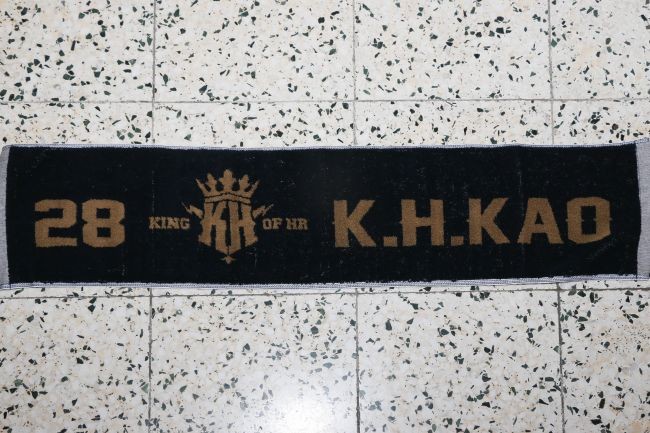 28 KING KH OF HR K.H.KAO